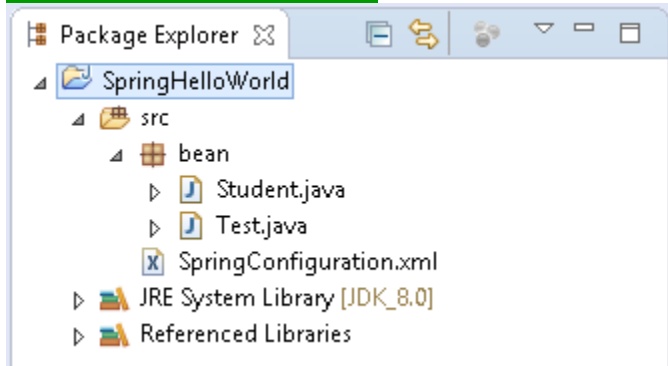 Package Explorer
SpringHelloWorld
src
bean
J Student.java
J Test.java
X SpringConfiguration.xml
JRE System Library [JDK_8.0]
Referenced Libraries